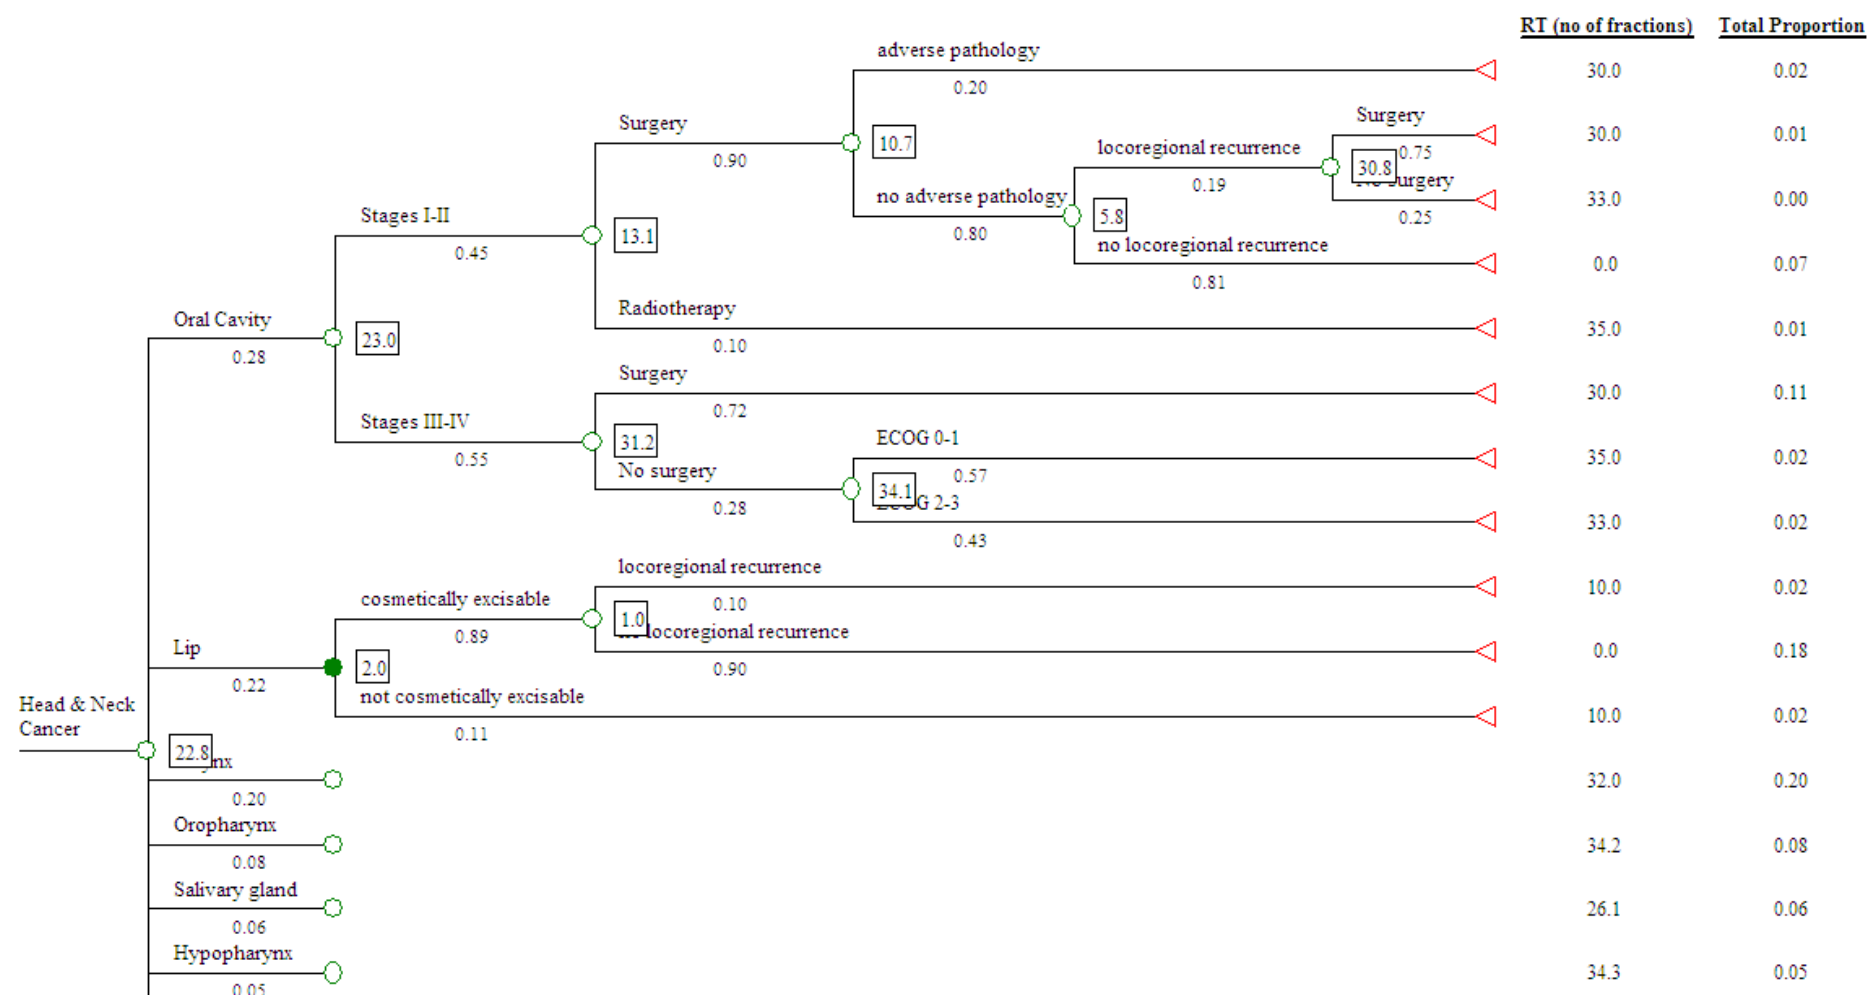 RT (no of fractions) Total Proportion
adverse pathology
30.0 0.02
0.20
Surgery
Surgery
30.0 0.01
10.7
locoregional recurrence
0.75
0.90
30.8
0.19
urgery
no adverse pathology
33.0 0.00
Stages I-II
5.8
0.25
13.1
0.80
no locoregional recurrence
0.45
0.0 0.07
0.81
Radiotherapy
Oral Cavity
35.0 0.01
23.0
0.10
0.28
Surgery
30.0 0.11
0.72
Stages III-IV
31.2
ECOG 0-1
0.55
No surgery
35.0 0.02
0.57
34.1
G 2-3
0.28
33.0 0.02
0.43
locoregional recurrence
10.0 0.02
cosmetically excisable
0.10
1.0
0.89
locoregional recurrence
Lip
0.0 0.18
2.0
0.90
0.22
not cosmetically excisable
Head & Neck
Cancer
10.0 0.02
0.11
22.8
nx
32.0 0.20
0.20
Oropharynx
34.2 0.08
0.08
Salivary gland
26.1 0.06
0.06
Hypopharynx
34.3 0.05
0.05